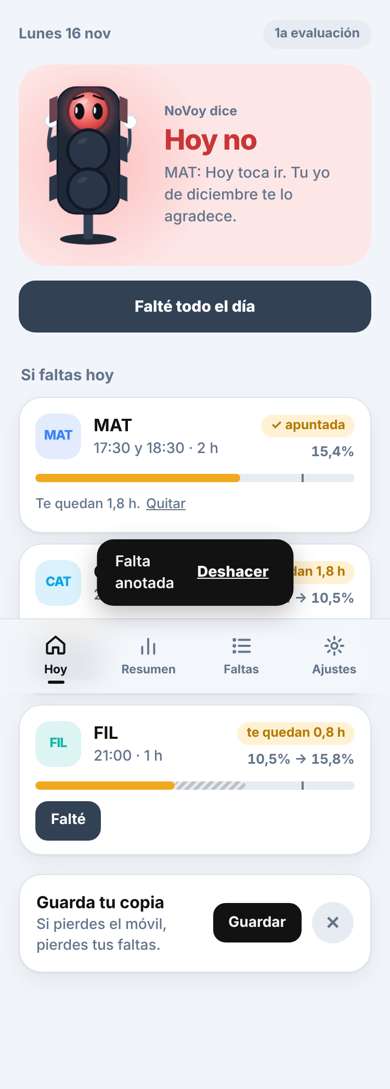 Lunes 16 nov
1a evaluación
NoVoy dice
Hoy no
MAT: Hoy toca ir. Tu yo
de diciembre te lo
agradece.
Falté todo el día
Si faltas hoy
MAT
MAT
✓ apuntada
17:30 y 18:30 · 2 h
15,4%
Te quedan 1,8 h. Quitar
CAT
dan 1,8 h
→ 10,5%
Falta
anotada
Deshacer
Hoy
Resumen
Faltas
Ajustes
FIL
FIL
te quedan 0,8 h
21:00 · 1 h
10,5% → 15,8%
Falté
Guarda tu copia
Si pierdes el móvil,
pierdes tus faltas.
Guardar
✕